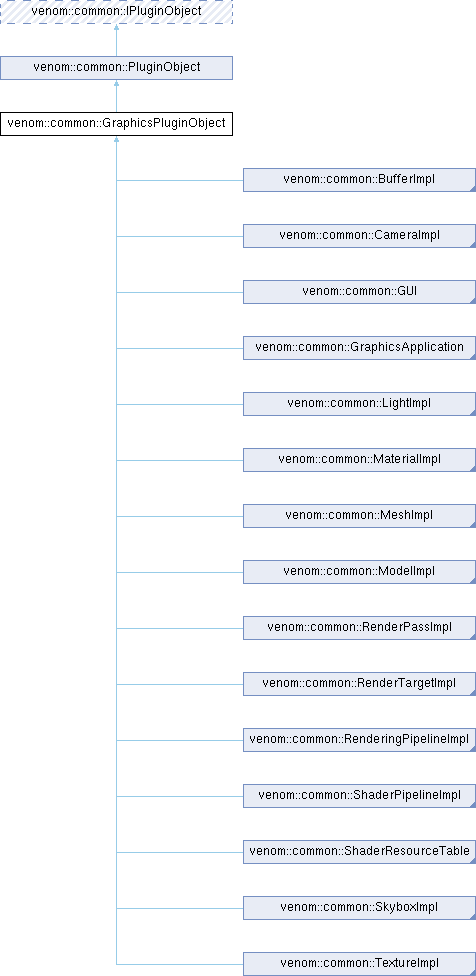 venom::common::IPluginObject
venom::common::PluginObject
venom::common::GraphicsPluginObject
venom::common::BufferImpl
venom::common::CameraImpl
venom::common::GUI
venom::common::GraphicsApplication
venom::common::LightImpl
venom::common::MaterialImpl
venom::common::MeshImpl
venom::common::ModelImpl
venom::common::RenderPassImpl
venom::common::RenderTargetImpl
venom::common::RenderingPipelineImpl
venom::common::ShaderPipelineImpl
venom::common::ShaderResourceTable
venom::common::SkyboxImpl
venom::common::TextureImpl